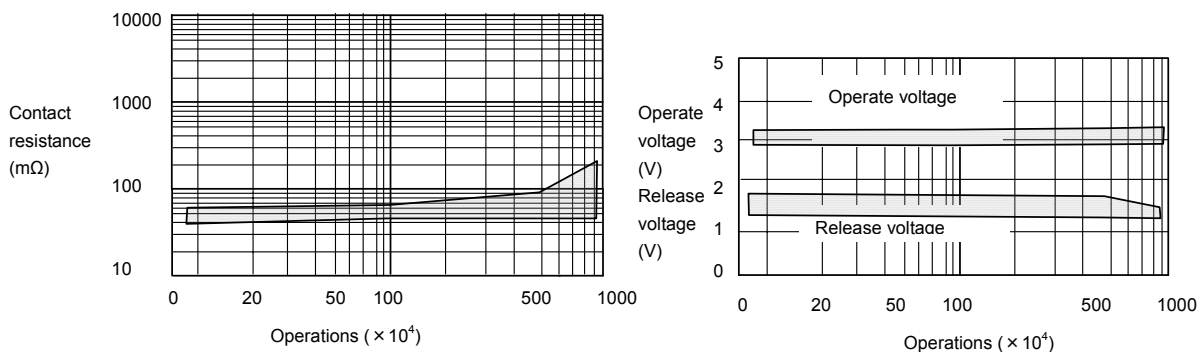 10000
1000
100
10
Contact
resistance
(mΩ)
0 20 50 100 500 1000
Operations ( × 10⁴)
5
4
3
2
1
0
Operate
voltage
(V)
Release
voltage
(V)
Operate voltage
Release voltage
0 20 50 100 500 1000
Operations ( × 10⁴)